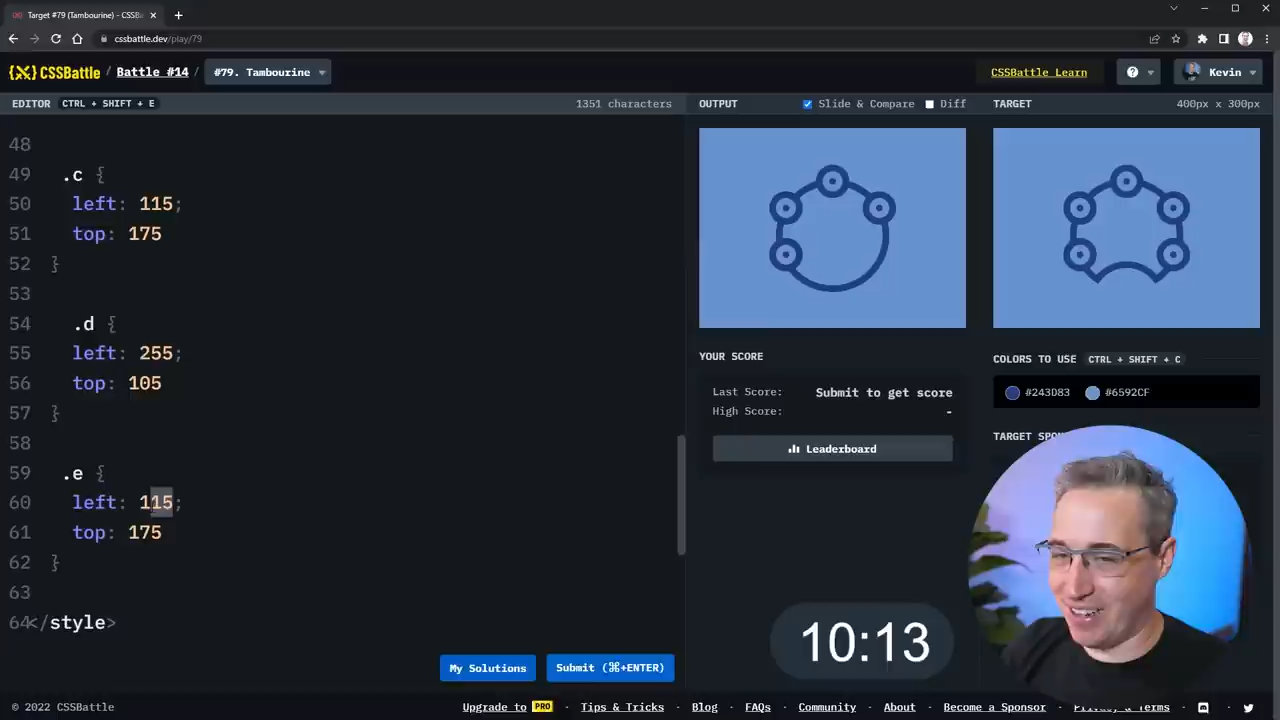 Target #79 (Tambourine) - CSSB
cssbattle.dev/play/79
{X} CSSBattle / Battle #14 / #79. Tambourine
CSSBattle Learn
?
Kevin
EDITOR CTRL + SHIFT + E 1351 characters
OUTPUT Slide & Compare Diff
TARGET 400px x 300px
48
49 .c {
50 left: 115;
51 top: 175
52 }
53
54 .d {
55 left: 255;
56 top: 105
57 }
58
59 .e {
60 left: 115;
61 top: 175
62 }
63
64 </style>
YOUR SCORE
Last Score: Submit to get score
High Score: -
Leaderboard
COLORS TO USE CTRL + SHIFT + C
#243D83 #6592CF
TARGET
10:13
My Solutions
Submit (⌘+ENTER)
© 2022 CSSBattle
Upgrade to PRO · Tips & Tricks · Blog · FAQs · Community · About · Become a Sponsor · Privacy & Terms